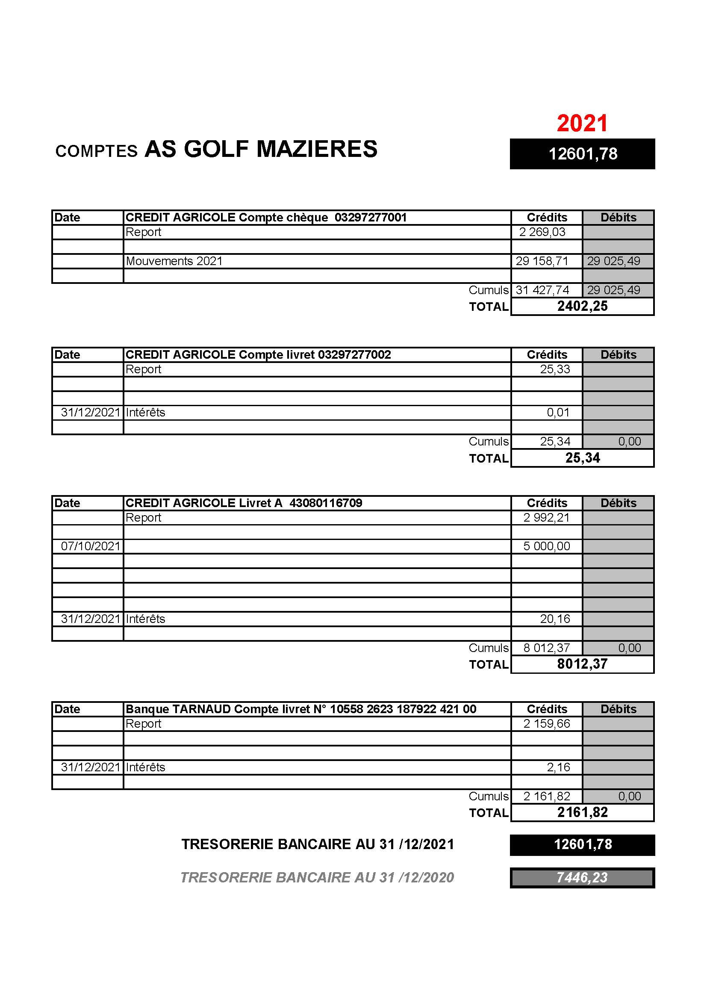 2021
COMPTES AS GOLF MAZIERES 12601,78
Date CREDIT AGRICOLE Compte chèque 03297277001 Crédits Débits
Report 2 269,03
Mouvements 2021 29 158,71 29 025,49
Cumuls 31 427,74 29 025,49
TOTAL 2402,25
Date CREDIT AGRICOLE Compte livret 03297277002 Crédits Débits
Report 25,33
31/12/2021 Intérêts 0,01
Cumuls 25,34 0,00
TOTAL 25,34
Date CREDIT AGRICOLE Livret A 43080116709 Crédits Débits
Report 2 992,21
07/10/2021 5 000,00
31/12/2021 Intérêts 20,16
Cumuls 8 012,37 0,00
TOTAL 8012,37
Date Banque TARNAUD Compte livret N° 10558 2623 187922 421 00 Crédits Débits
Report 2 159,66
31/12/2021 Intérêts 2,16
Cumuls 2 161,82 0,00
TOTAL 2161,82
TRESORERIE BANCAIRE AU 31 /12/2021 12601,78
TRESORERIE BANCAIRE AU 31 /12/2020 7446,23